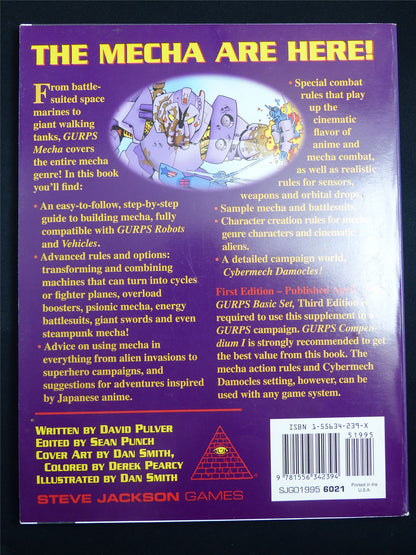 THE MECHA ARE HERE!
From battle-
suited space
marines to
giant walking
tanks, GURPS
Mecha covers
the entire mecha
genre! In this book
you'll find:
• An easy-to-follow, step-by-step
guide to building mecha, fully
compatible with GURPS Robots
and Vehicles.
• Advanced rules and options:
transforming and combining
machines that can turn into cycles
or fighter planes, overload
boosters, psionic mecha, energy
battlesuits, giant swords and even
steampunk mecha!
• Advice on using mecha in
everything from alien invasions to
superhero campaigns, and
suggestions for adventures inspired
by Japanese anime.
• Special combat
rules that play
up the
cinematic
flavor of
anime and
mecha combat,
as well as realistic
rules for sensors,
weapons and orbital drops.
• Sample mecha and battlesuits.
• Character creation rules for mecha
genre characters and cinematic
aliens.
• A detailed campaign world,
Cybermech Damocles!
First Edition – Published
GURPS Basic Set, Third Edition is
required to use this supplement in a
GURPS campaign. GURPS Compen-
dium I is strongly recommended to get
the best value from this book. The
mecha action rules and Cybermech
Damocles setting, however, can be
used with any game system.
WRITTEN BY DAVID PULVER
EDITED BY SEAN PUNCH
COVER ART BY DAN SMITH,
COLORED BY DEREK PEARCY
ILLUSTRATED BY DAN SMITH
STEVE JACKSON GAMES
ISBN 1-55634-239-X
51995
9 781556 342394
SJG01995 6021
Printed in the
U.S.A.